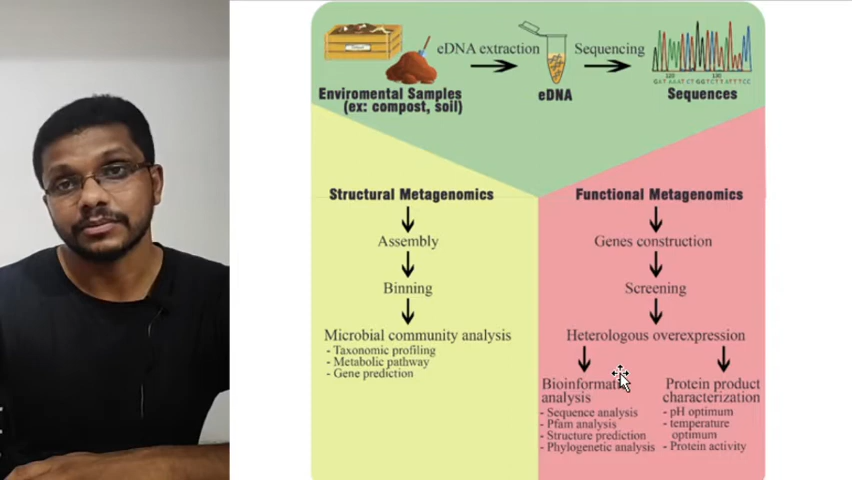 eDNA extraction
Sequencing
Enviromental Samples
(ex: compost, soil)
eDNA
120 130
Sequences
Structural Metagenomics
Assembly
Binning
Microbial community analysis
- Taxonomic profiling
- Metabolic pathway
- Gene prediction
Functional Metagenomics
Genes construction
Screening
Heterologous overexpression
analysis
- Sequence analysis
- Pfam analysis
- Structure prediction
- Phylogenetic analysis
Protein product
characterization
- pH optimum
- temperature
optimum
- Protein activity